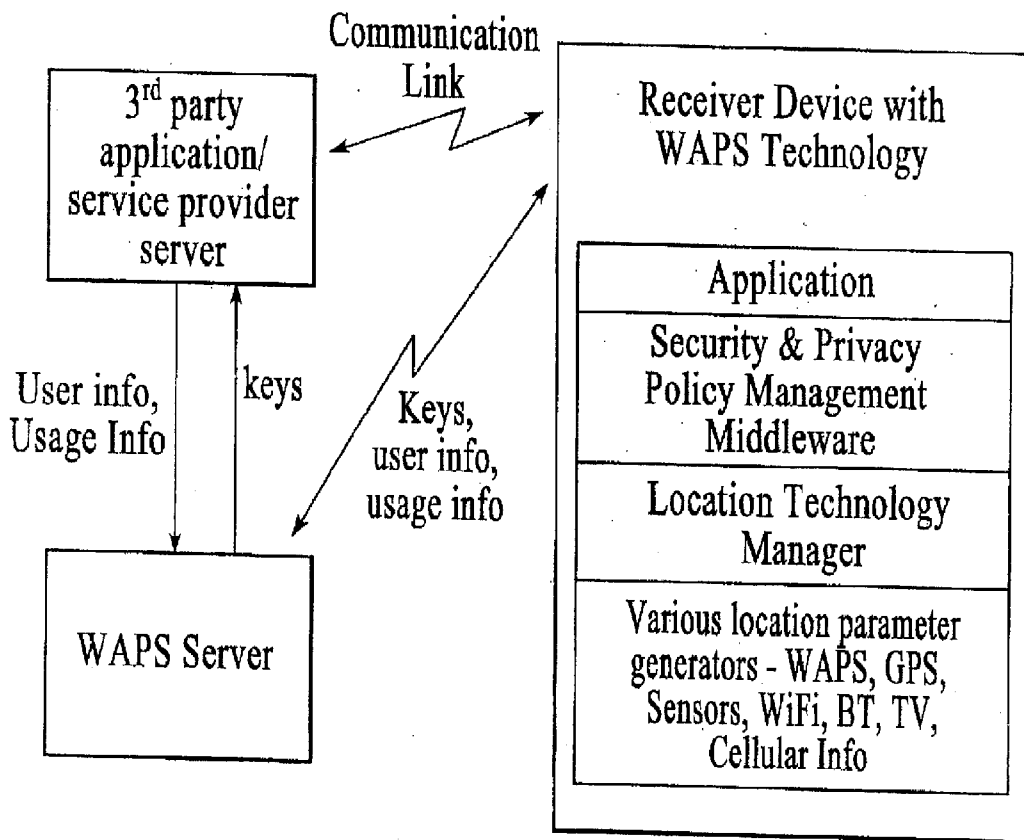 Communication
Link
3rd party
application/
service provider
server
Receiver Device with
WAPS Technology
Application
Security & Privacy
Policy Management
Middleware
User info,
Usage Info
keys
Keys,
user info,
usage info
Location Technology
Manager
WAPS Server
Various location parameter
generators - WAPS, GPS,
Sensors, WiFi, BT, TV,
Cellular Info